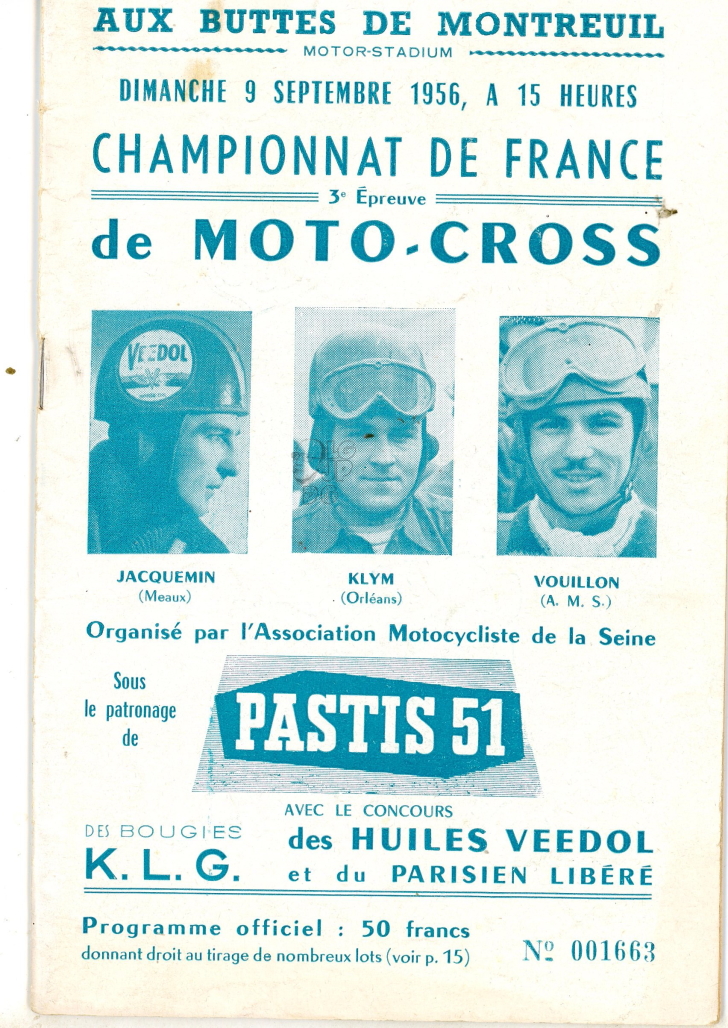 AUX BUTTES DE MONTREUIL
MOTOR-STADIUM
DIMANCHE 9 SEPTEMBRE 1956, A 15 HEURES
CHAMPIONNAT DE FRANCE
3e Épreuve
de MOTO-CROSS
VEEDOL
JACQUEMIN
(Meaux)
KLYM
(Orléans)
VOUILLON
(A. M. S.)
Organisé par l'Association Motocycliste de la Seine
Sous
le patronage
de
PASTIS 51
AVEC LE CONCOURS
DES BOUGIES
K. L. G.
des HUILES VEEDOL
et du PARISIEN LIBÉRÉ
Programme officiel : 50 francs
donnant droit au tirage de nombreux lots (voir p. 15)
Nº 001663